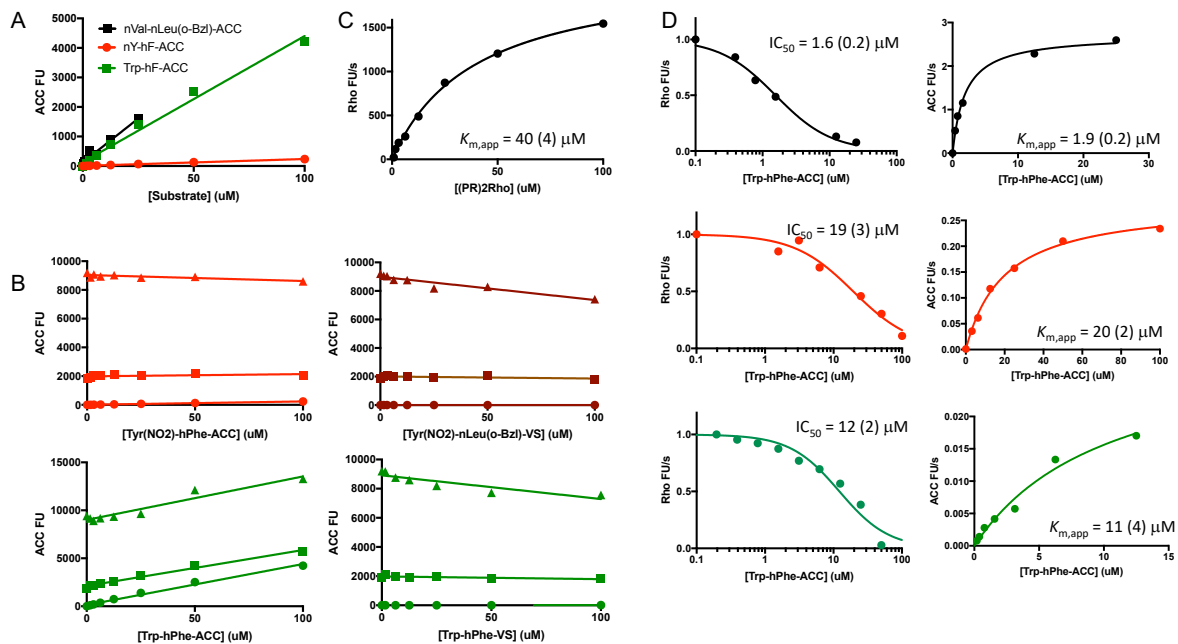 A
5000
4000
3000
2000
1000
0
ACC FU
nVal-nLeu(o-Bzl)-ACC
nY-hF-ACC
Trp-hF-ACC
0
50
100
[Substrate] (uM)
C
1500
1000
500
0
Rho FU/s
Km,app = 40 (4) μM
0
50
100
[(PR)2Rho] (uM)
B
10000
8000
6000
4000
2000
0
ACC FU
0
50
100
[Tyr(NO2)-hPhe-ACC] (uM)
10000
8000
6000
4000
2000
0
ACC FU
0
50
100
[Tyr(NO2)-nLeu(o-Bzl)-VS] (uM)
15000
10000
5000
0
ACC FU
0
50
100
[Trp-hPhe-ACC] (uM)
10000
8000
6000
4000
2000
0
ACC FU
0
50
100
[Trp-hPhe-VS] (uM)
D
1.0
0.5
0.0
Rho FU/s
IC50 = 1.6 (0.2) μM
0.1
1
10
100
[Trp-hPhe-ACC] (uM)
4
3
2
1
0
ACC FU/s
Km,app = 1.9 (0.2) μM
0
10
20
30
[Trp-hPhe-ACC] (uM)
1.0
0.5
0.0
Rho FU/s
IC50 = 19 (3) μM
0.1
1
10
100
[Trp-hPhe-ACC] (uM)
0.25
0.20
0.15
0.10
0.05
0.00
ACC FU/s
Km,app = 20 (2) μM
0
20
40
60
80
100
[Trp-hPhe-ACC] (uM)
1.0
0.5
0.0
Rho FU/s
IC50 = 12 (2) μM
0.1
1
10
100
[Trp-hPhe-ACC] (uM)
0.020
0.015
0.010
0.005
0.000
ACC FU/s
Km,app = 11 (4) μM
0
5
10
15
[Trp-hPhe-ACC] (uM)